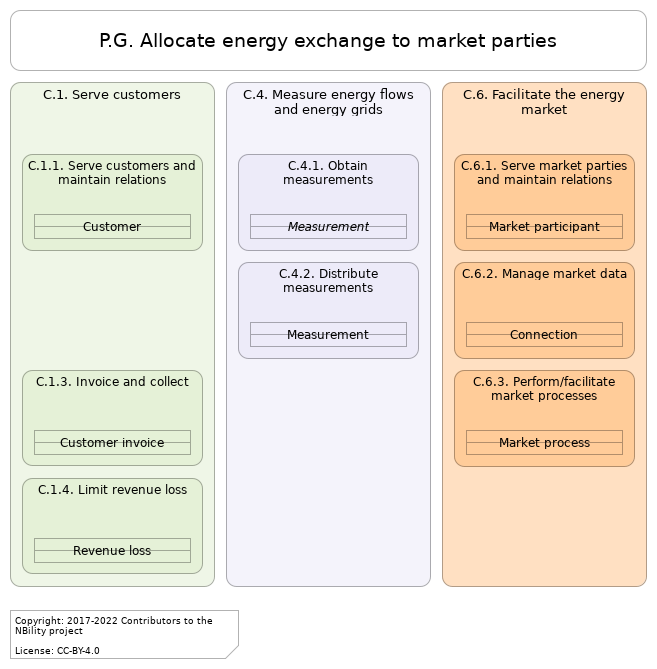 P.G. Allocate energy exchange to market parties
C.1. Serve customers
C.1.1. Serve customers and
maintain relations
Customer
C.1.3. Invoice and collect
Customer invoice
C.1.4. Limit revenue loss
Revenue loss
C.4. Measure energy flows
and energy grids
C.4.1. Obtain
measurements
Measurement
C.4.2. Distribute
measurements
Measurement
C.6. Facilitate the energy
market
C.6.1. Serve market parties
and maintain relations
Market participant
C.6.2. Manage market data
Connection
C.6.3. Perform/facilitate
market processes
Market process
Copyright: 2017-2022 Contributors to the
NBility project
License: CC-BY-4.0